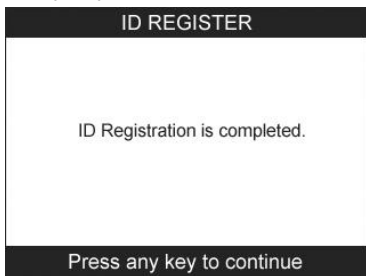 ID REGISTER
ID Registration is completed.
Press any key to continue